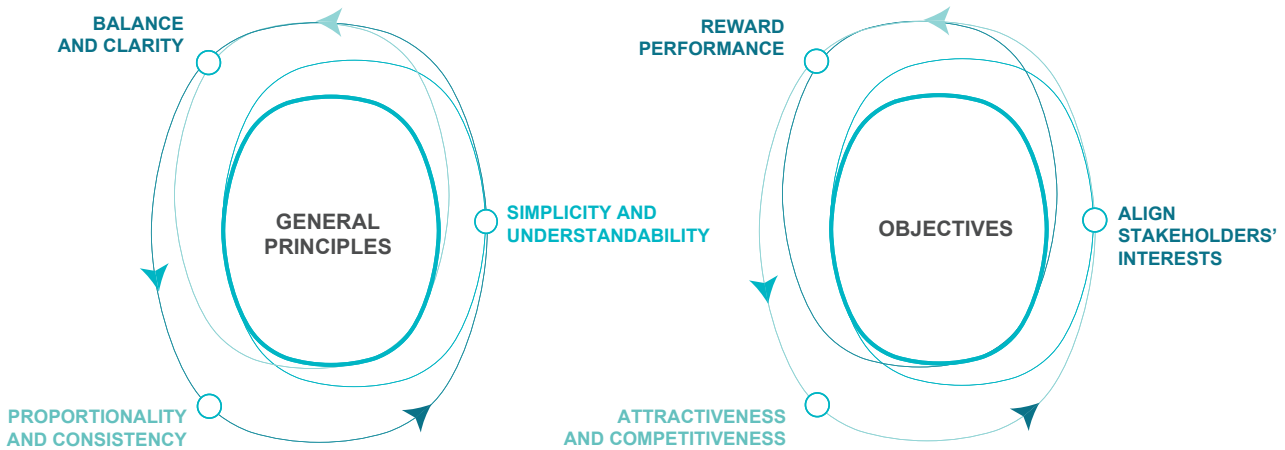 BALANCE
AND CLARITY
GENERAL
PRINCIPLES
SIMPLICITY AND
UNDERSTANDABILITY
PROPORTIONALITY
AND CONSISTENCY
REWARD
PERFORMANCE
OBJECTIVES
ALIGN
STAKEHOLDERS’
INTERESTS
ATTRACTIVENESS
AND COMPETITIVENESS